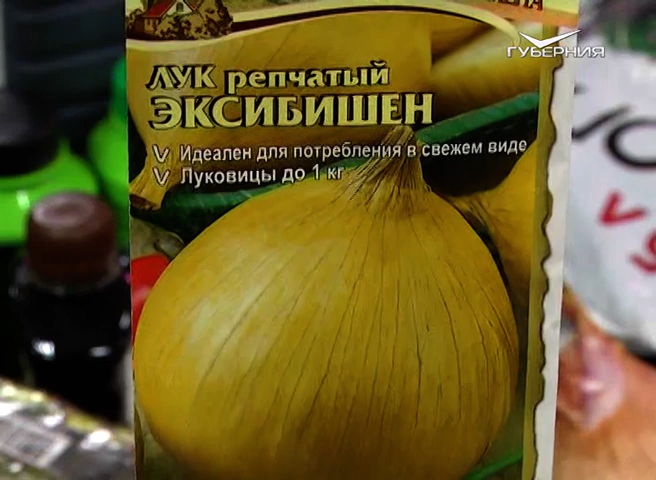 ГУБЕРНИЯ
ЛУК репчатый
ЭКСИБИШЕН
V Идеален для потребления в свежем виде
V Луковицы до 1 кг